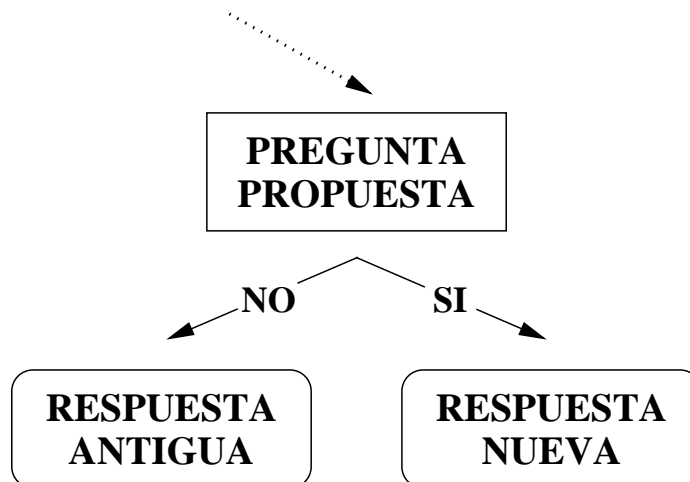 PREGUNTA
PROPUESTA
NO
SI
RESPUESTA
ANTIGUA
RESPUESTA
NUEVA